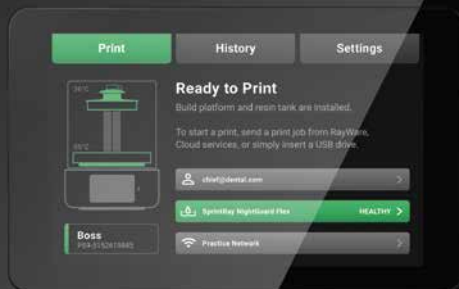 Print
History
Settings
Ready to Print
Build platform and resin tank are installed.
To start a print, send a print job from RayWare,
Cloud services, or simply insert a USB drive.
chief@dental.com
SprintRay NightGuard Flex
HEALTHY
Practice Network
Boss